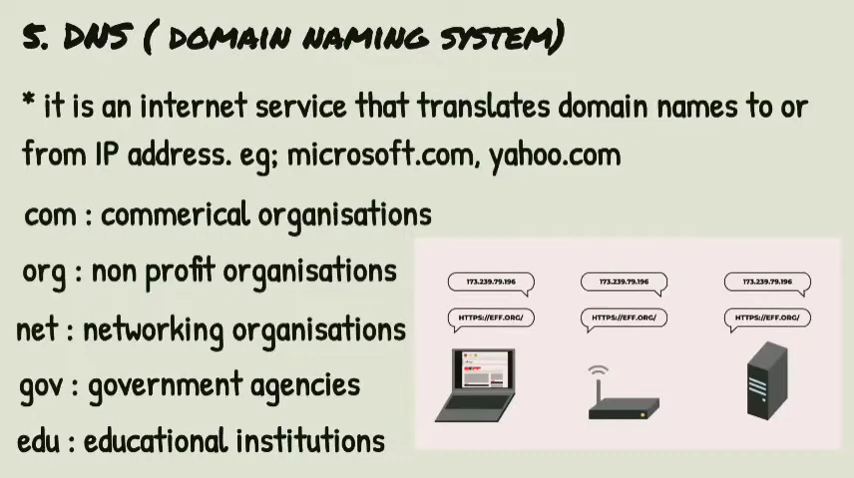 5. DNS ( DOMAIN NAMING SYSTEM)
* it is an internet service that translates domain names to or
from IP address. eg; microsoft.com, yahoo.com
com : commerical organisations
org : non profit organisations
net : networking organisations
gov : government agencies
edu : educational institutions
173.239.79.196 173.239.79.196 173.239.79.196
HTTPS://EFF.ORG/ HTTPS://EFF.ORG/ HTTPS://EFF.ORG/